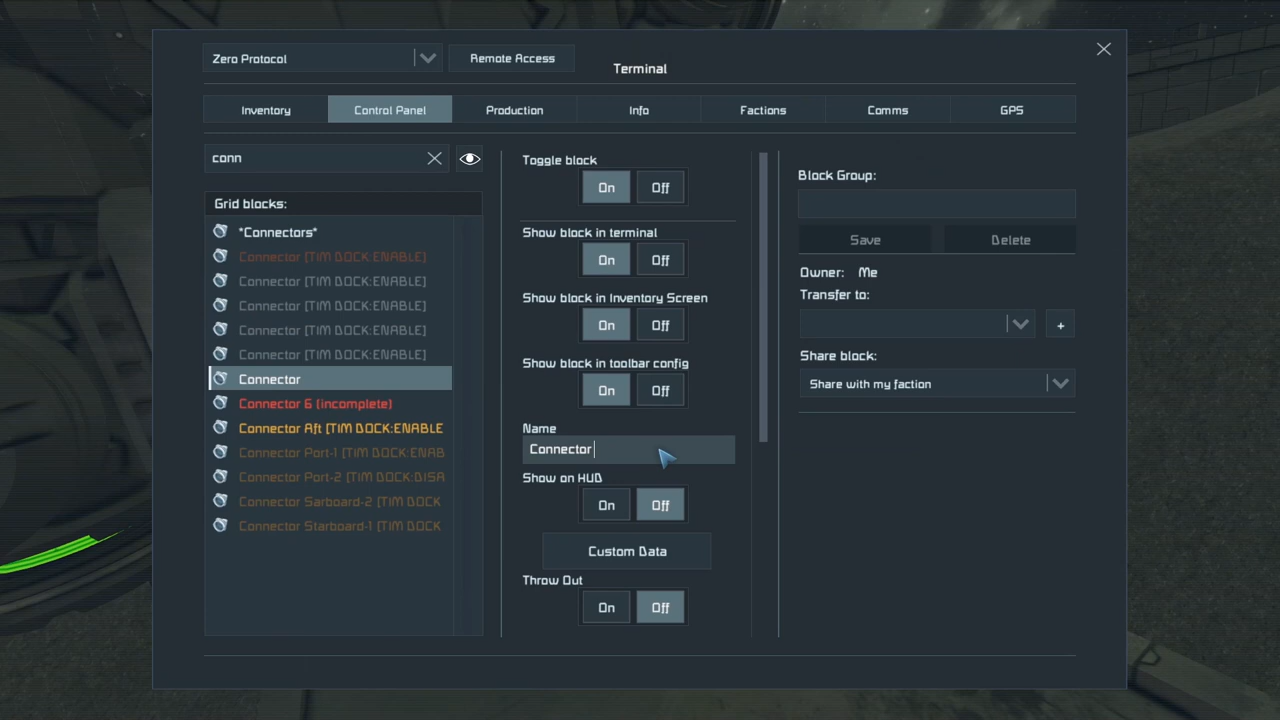 Zero Protocol
Remote Access
Terminal
Inventory
Control Panel
Production
Info
Factions
Comms
GPS
conn
Grid blocks:
*Connectors*
Connector [TIM DOCK:ENABLE]
Connector [TIM DOCK:ENABLE]
Connector [TIM DOCK:ENABLE]
Connector [TIM DOCK:ENABLE]
Connector [TIM DOCK:ENABLE]
Connector
Connector 6 (incomplete)
Connector Aft [TIM DOCK:ENABLE
Connector Port-1 [TIM DOCK:ENAB
Connector Port-2 [TIM DOCK:DISA
Connector Sarboard-2 [TIM DOCK
Connector Starboard-1 [TIM DOCK
Toggle block
On Off
Show block in terminal
On Off
Show block in Inventory Screen
On Off
Show block in toolbar config
On Off
Name
Connector
Show on HUD
On Off
Custom Data
Throw Out
On Off
Block Group:
Save Delete
Owner: Me
Transfer to:
+
Share block:
Share with my faction